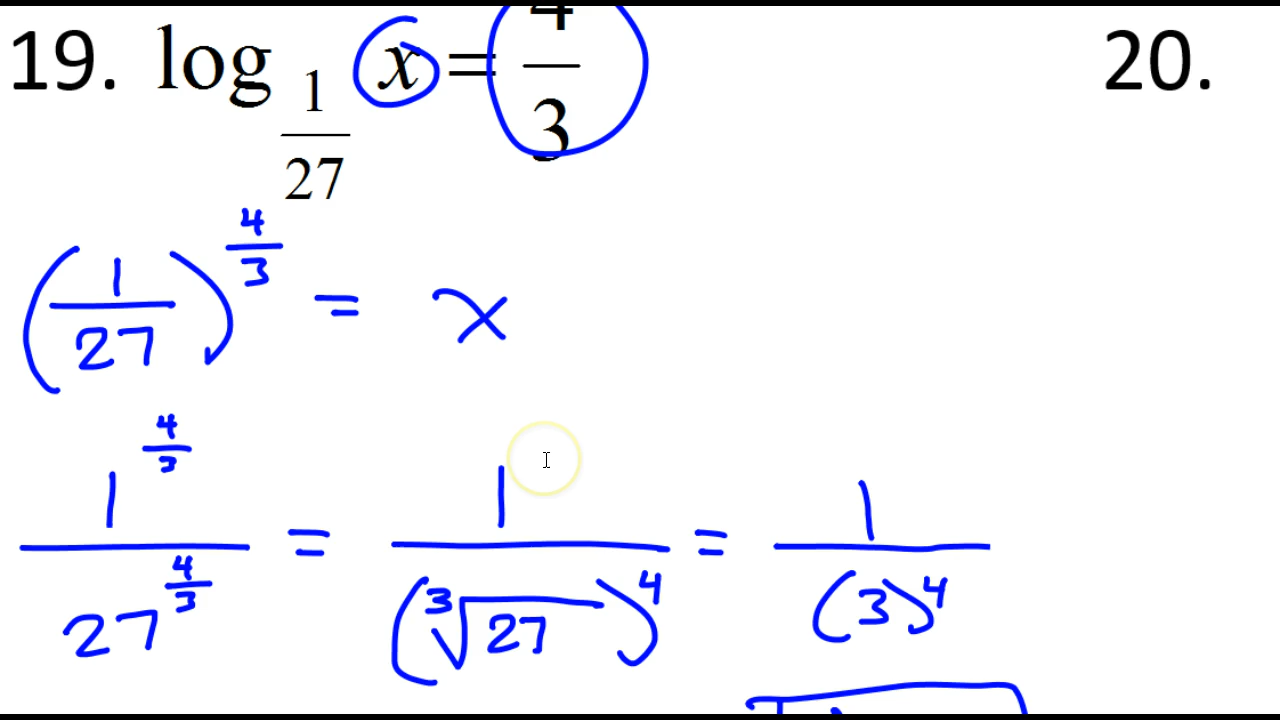 19. log_{1/27} x = 4/3
20.
(1/27)^{4/3} = x
1^{4/3}/27^{4/3} = 1/(∛27)^4 = 1/(3)^4